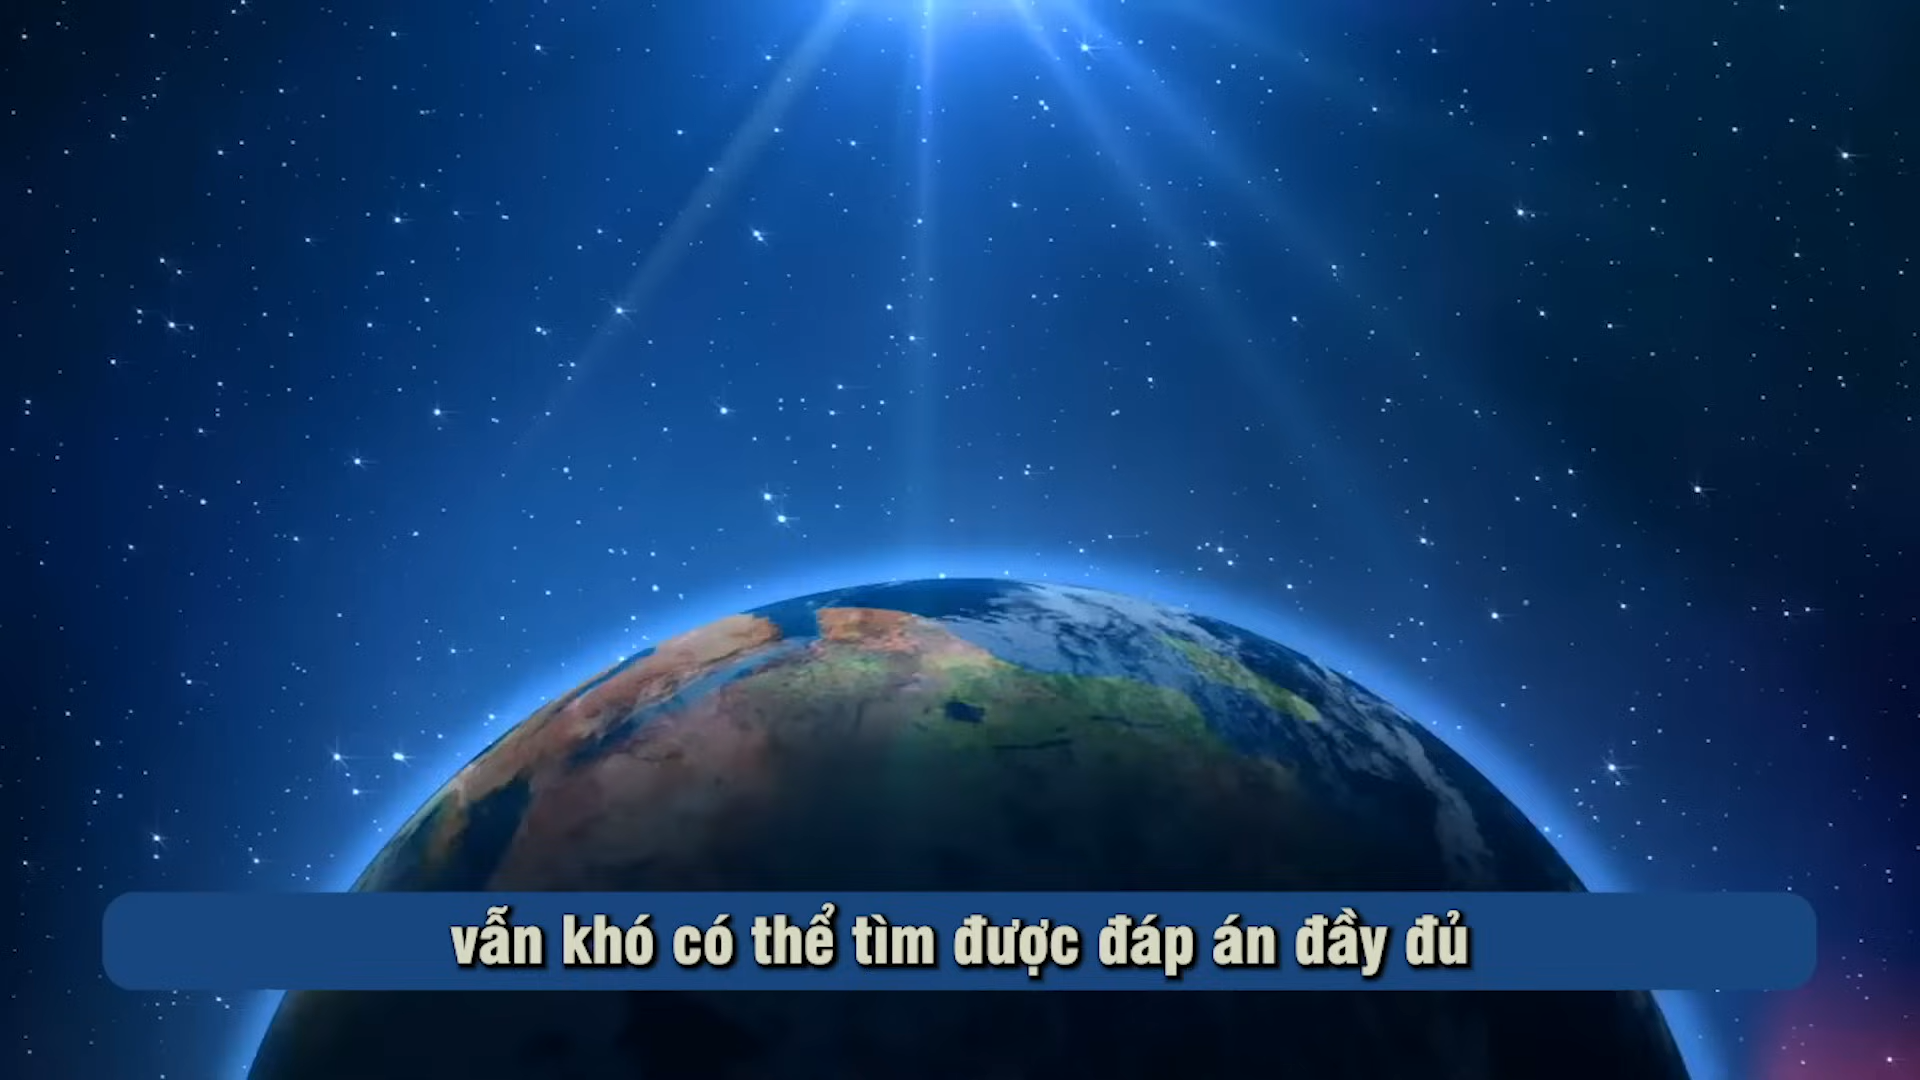 vẫn khó có thể tìm được đáp án đầy đủ